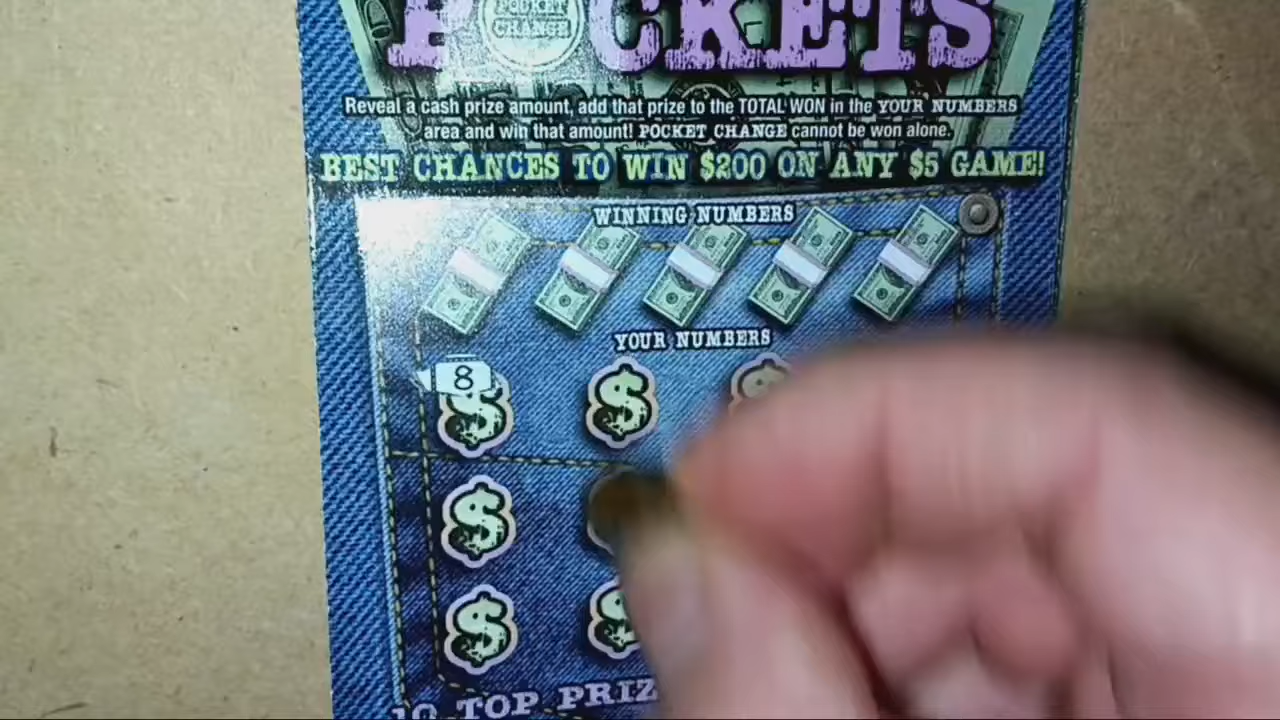 POCKETS
POCKET
CHANGE
Reveal a cash prize amount, add that prize to the TOTAL WON in the YOUR NUMBERS
area and win that amount! POCKET CHANGE cannot be won alone.
BEST CHANCES TO WIN $200 ON ANY $5 GAME!
WINNING NUMBERS
YOUR NUMBERS
8
10 TOP PRIZ